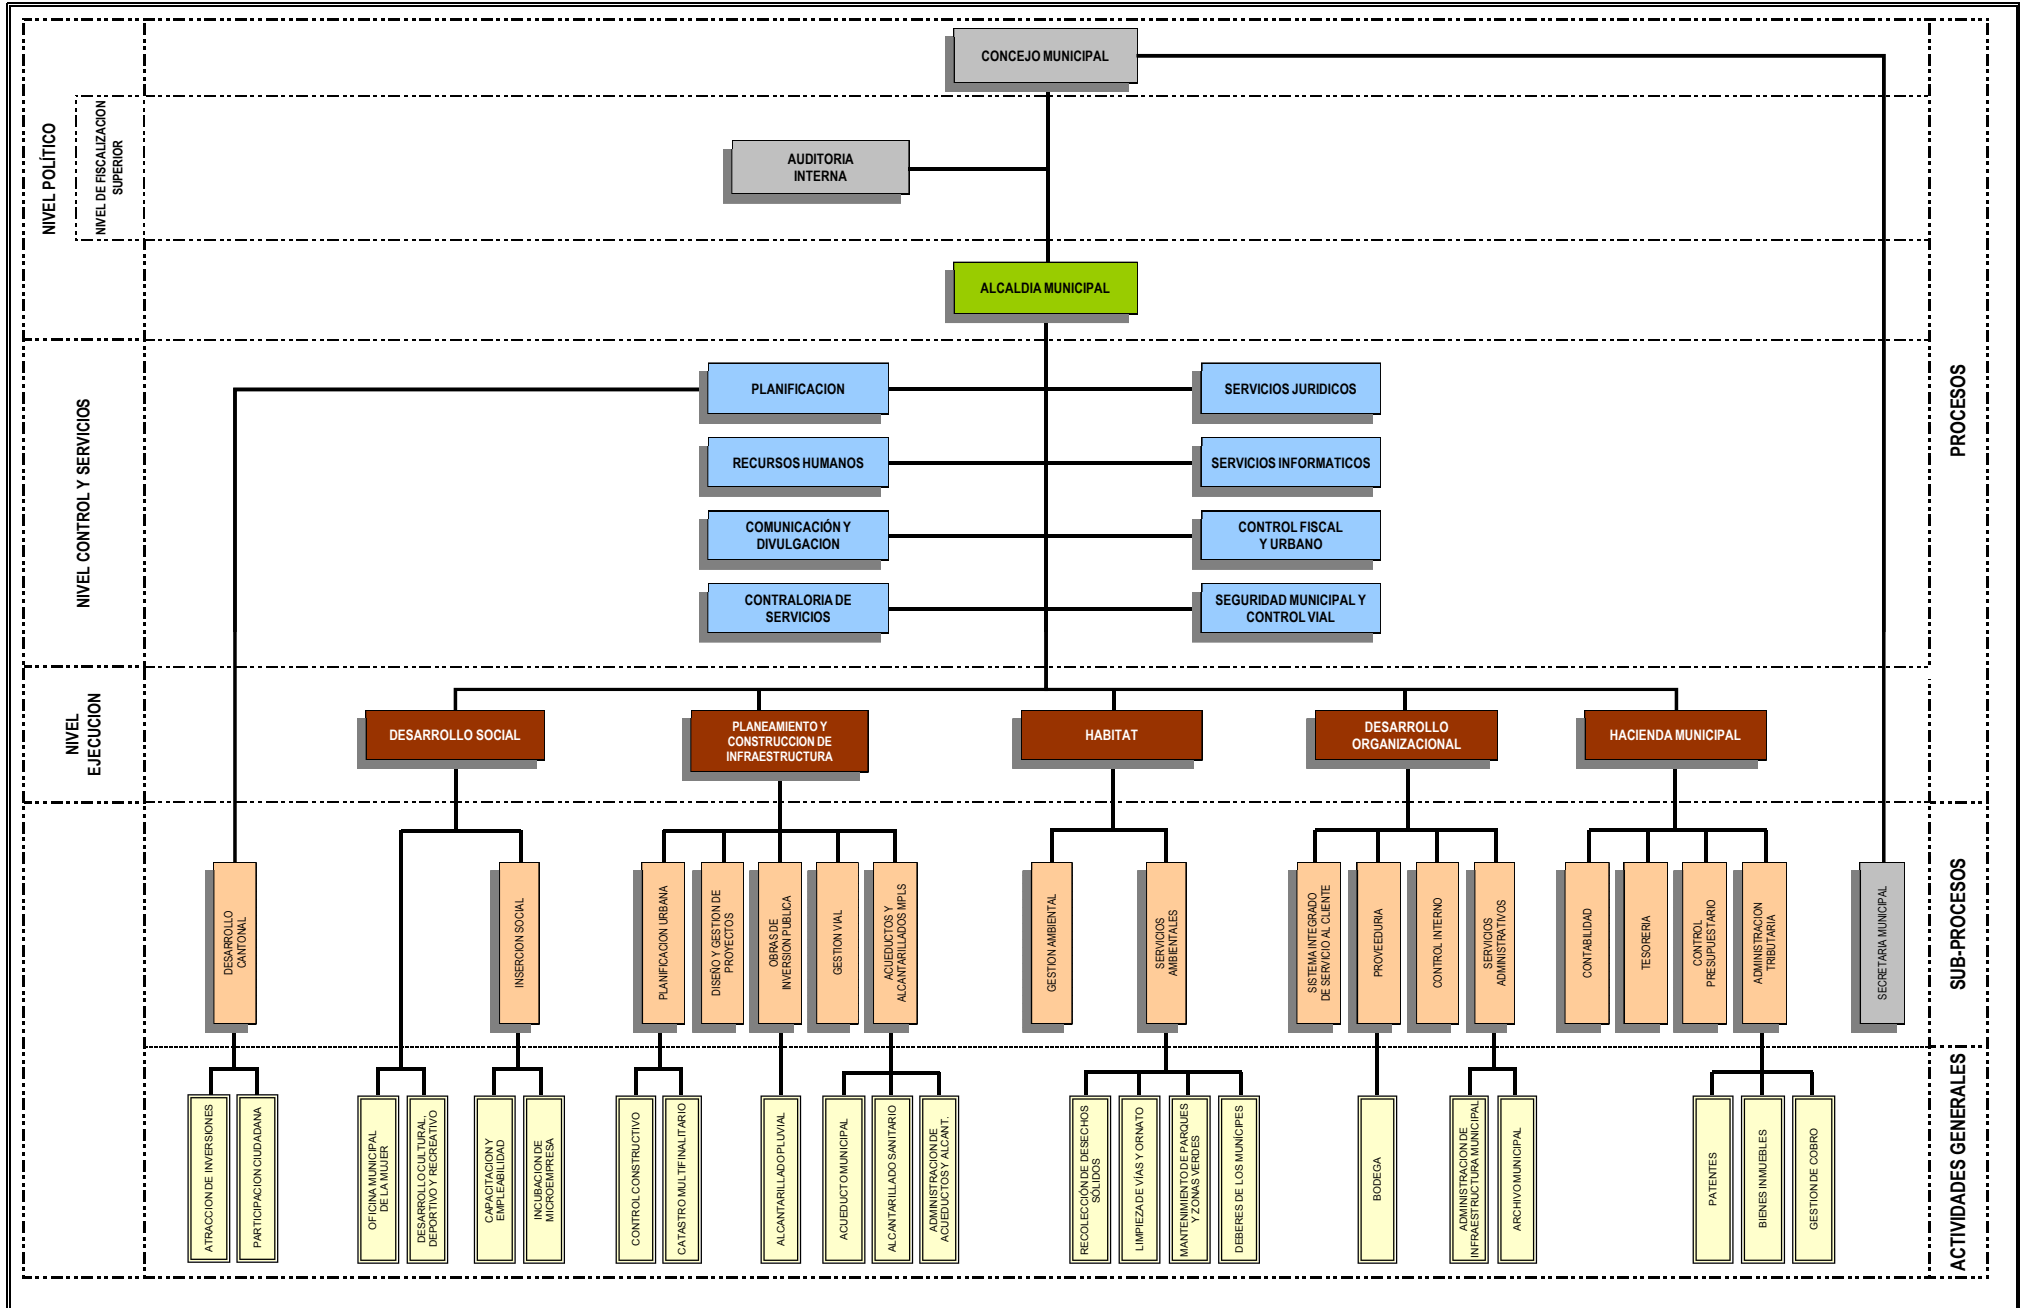 CONCEJO MUNICIPAL
NIVEL POLÍTICO
NIVEL DE FISCALIZACION
SUPERIOR
AUDITORIA
INTERNA
ALCALDIA MUNICIPAL
PROCESOS
NIVEL CONTROL Y SERVICIOS
PLANIFICACION
SERVICIOS JURIDICOS
RECURSOS HUMANOS
SERVICIOS INFORMATICOS
COMUNICACIÓN Y
DIVULGACION
CONTROL FISCAL
Y URBANO
CONTRALORIA DE
SERVICIOS
SEGURIDAD MUNICIPAL Y
CONTROL VIAL
NIVEL
EJECUCION
DESARROLLO SOCIAL
PLANEAMIENTO Y
CONSTRUCCION DE
INFRAESTRUCTURA
HABITAT
DESARROLLO
ORGANIZACIONAL
HACIENDA MUNICIPAL
DESARROLLO
CANTONAL
INSERCION SOCIAL
PLANIFICACION URBANA
DISEÑO Y GESTION DE
PROYECTOS
OBRAS DE
INVERSION PUBLICA
GESTION VIAL
ACUEDUCTOS Y
ALCANTARILLADOS MPLS
GESTION AMBIENTAL
SERVICIOS
AMBIENTALES
SISTEMA INTEGRADO
DE SERVICIO AL CLIENTE
PROVEEDURIA
CONTROL INTERNO
SERVICIOS
ADMINISTRATIVOS
CONTABILIDAD
TESORERIA
CONTROL
PRESUPUESTARIO
ADMINISTRACION
TRIBUTARIA
SECRETARIA MUNICIPAL
SUB-PROCESOS
ATRACCION DE INVERSIONES
PARTICIPACION CIUDADANA
OFICINA MUNICIPAL
DE LA MUJER
DESARROLLO CULTURAL,
DEPORTIVO Y RECREATIVO
CAPACITACION Y
EMPLEABILIDAD
INCUBACION DE
MICROEMPRESA
CONTROL CONSTRUCTIVO
CATASTRO MULTIFINALITARIO
ALCANTARILLADO PLUVIAL
ACUEDUCTO MUNICIPAL
ALCANTARILLADO SANITARIO
ADMINISTRACION DE
ACUEDUCTOS Y ALCANT.
RECOLECCIÓN DE DESECHOS
SÓLIDOS
LIMPIEZA DE VÍAS Y ORNATO
MANTENIMIENTO DE PARQUES
Y ZONAS VERDES
DEBERES DE LOS MUNÍCIPES
BODEGA
ADMINISTRACION DE
INFRAESTRUCTURA MUNICIPAL
ARCHIVO MUNICIPAL
PATENTES
BIENES INMUEBLES
GESTION DE COBRO
ACTIVIDADES GENERALES